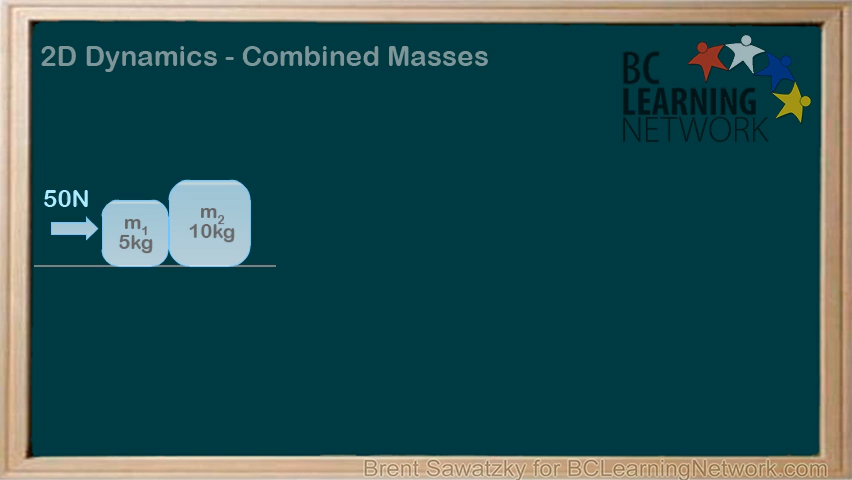 2D Dynamics - Combined Masses
BC
LEARNING
NETWORK
50N
m₁
5kg
m₂
10kg
Brent Sawatzky for BCLearningNetwork.com